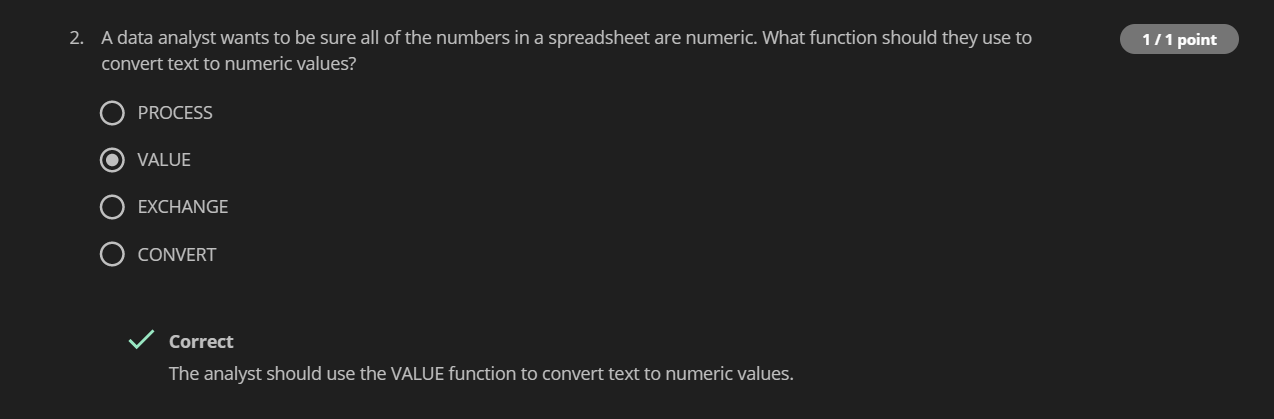 2. A data analyst wants to be sure all of the numbers in a spreadsheet are numeric. What function should they use to
convert text to numeric values?
1 / 1 point
PROCESS
VALUE
EXCHANGE
CONVERT
Correct
The analyst should use the VALUE function to convert text to numeric values.